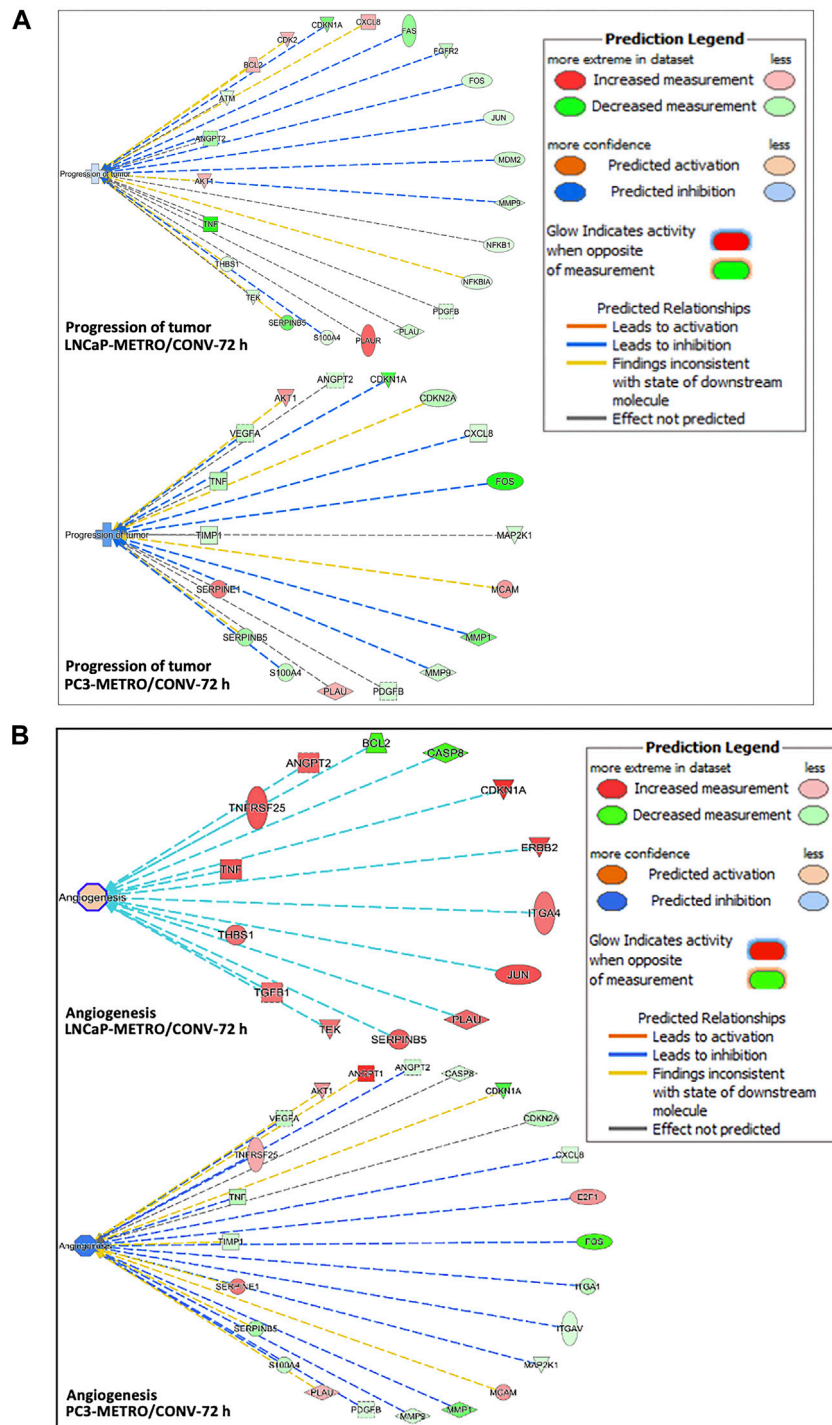 A
CDKN1A
CXCL8
FAS
CDK2
FGFR2
BCL2
FOS
ATM
JUN
ANGPT2
MDM2
Progression of tumor
AKT1
MMP9
TNF
NFKB1
THBS1
NFKBIA
TEK
PDGFB
SERPINB5
PLAU
S100A4
PLAUR
Progression of tumor
LNCaP-METRO/CONV-72 h
Prediction Legend
more extreme in dataset less
Increased measurement
Decreased measurement
more confidence less
Predicted activation
Predicted inhibition
Glow Indicates activity
when opposite
of measurement
Predicted Relationships
Leads to activation
Leads to inhibition
Findings inconsistent
with state of downstream
molecule
Effect not predicted
ANGPT2
CDKN1A
AKT1
CDKN2A
VEGFA
CXCL8
TNF
FOS
Progression of tumor
TIMP1
MAP2K1
SERPINE1
MCAM
SERPINB5
MMP1
S100A4
MMP9
PLAU
PDGFB
Progression of tumor
PC3-METRO/CONV-72 h
B
BCL2
ANGPT2
CASP8
TNFRSF25
CDKN1A
ERBB2
TNF
Angiogenesis
ITGA4
THBS1
JUN
TGFB1
PLAU
TEK
SERPINB5
Angiogenesis
LNCaP-METRO/CONV-72 h
Prediction Legend
more extreme in dataset less
Increased measurement
Decreased measurement
more confidence less
Predicted activation
Predicted inhibition
Glow Indicates activity
when opposite
of measurement
Predicted Relationships
Leads to activation
Leads to inhibition
Findings inconsistent
with state of downstream
molecule
Effect not predicted
ANGPT1
ANGPT2
CASP8
AKT1
CDKN1A
VEGFA
CDKN2A
TNFRSF25
CXCL8
TNF
E2F1
TIMP1
FOS
Angiogenesis
SERPINE1
ITGA1
SERPINB5
ITGAV
S100A4
MAP2K1
PLAU
MCAM
PDGFB
MMP9
MMP1
Angiogenesis
PC3-METRO/CONV-72 h